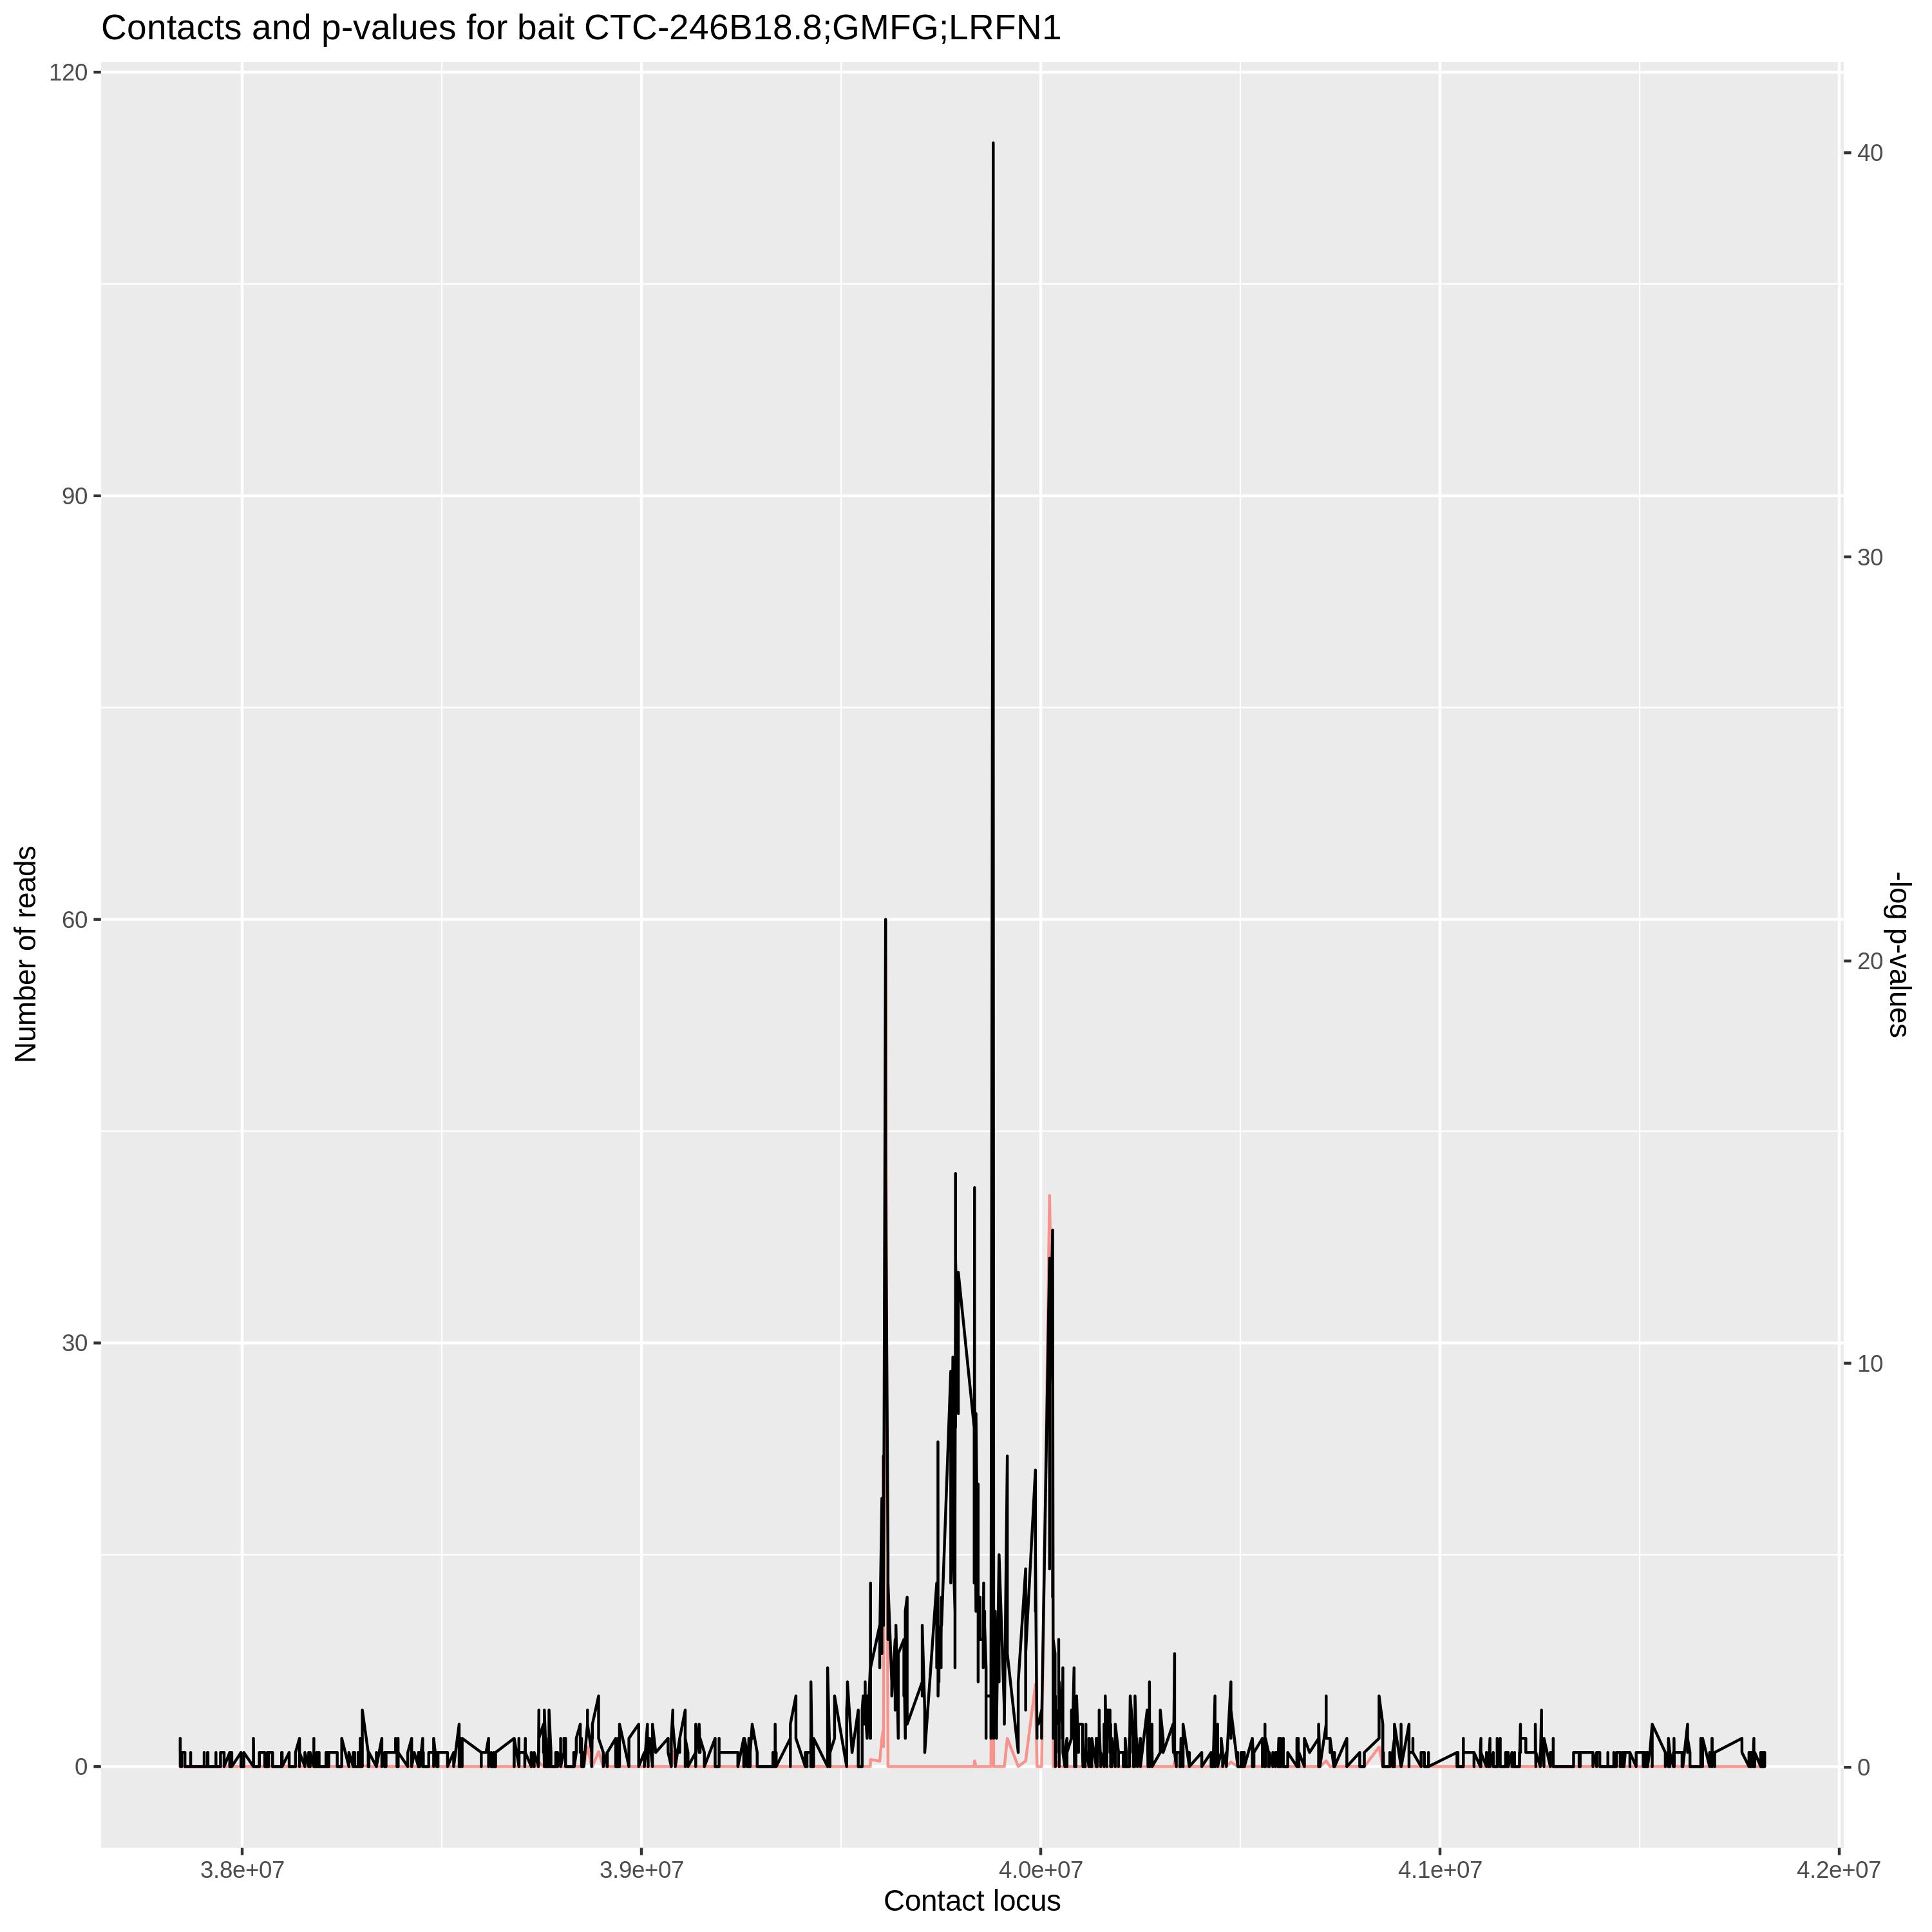 Contacts and p-values for bait CTC-246B18.8;GMFG;LRFN1
120
90
60
30
0
Number of reads
40
30
20
10
0
-log p-values
3.8e+07
3.9e+07
4.0e+07
4.1e+07
4.2e+07
Contact locus